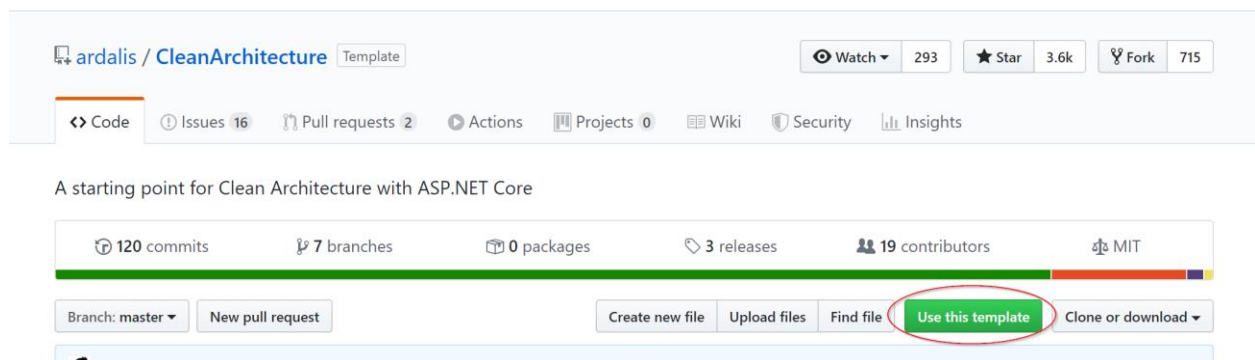 ardalis / CleanArchitecture Template Watch 293 Star 3.6k Fork 715
Code Issues 16 Pull requests 2 Actions Projects 0 Wiki Security Insights
A starting point for Clean Architecture with ASP.NET Core
120 commits 7 branches 0 packages 3 releases 19 contributors MIT
Branch: master New pull request Create new file Upload files Find file Use this template Clone or download